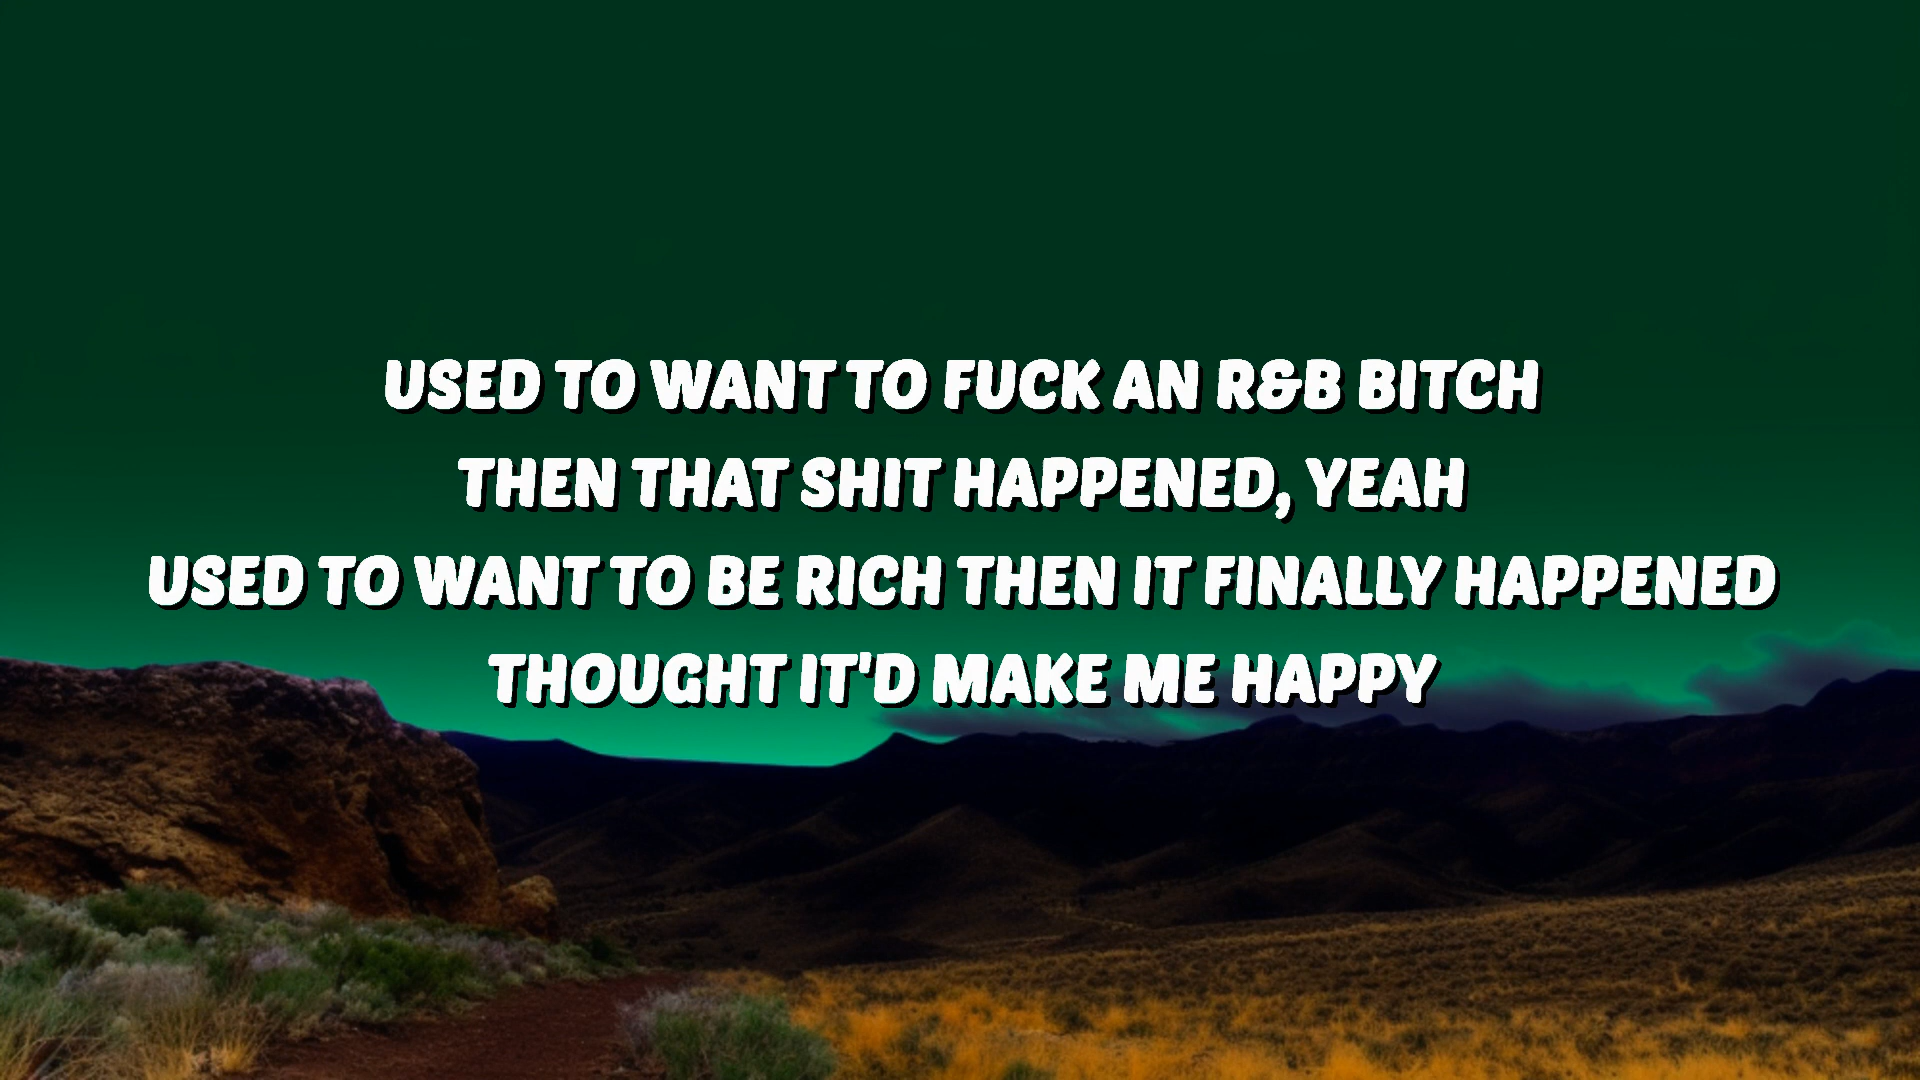 USED TO WANT TO FUCK AN R&B BITCH
THEN THAT SHIT HAPPENED, YEAH
USED TO WANT TO BE RICH THEN IT FINALLY HAPPENED
THOUGHT IT'D MAKE ME HAPPY